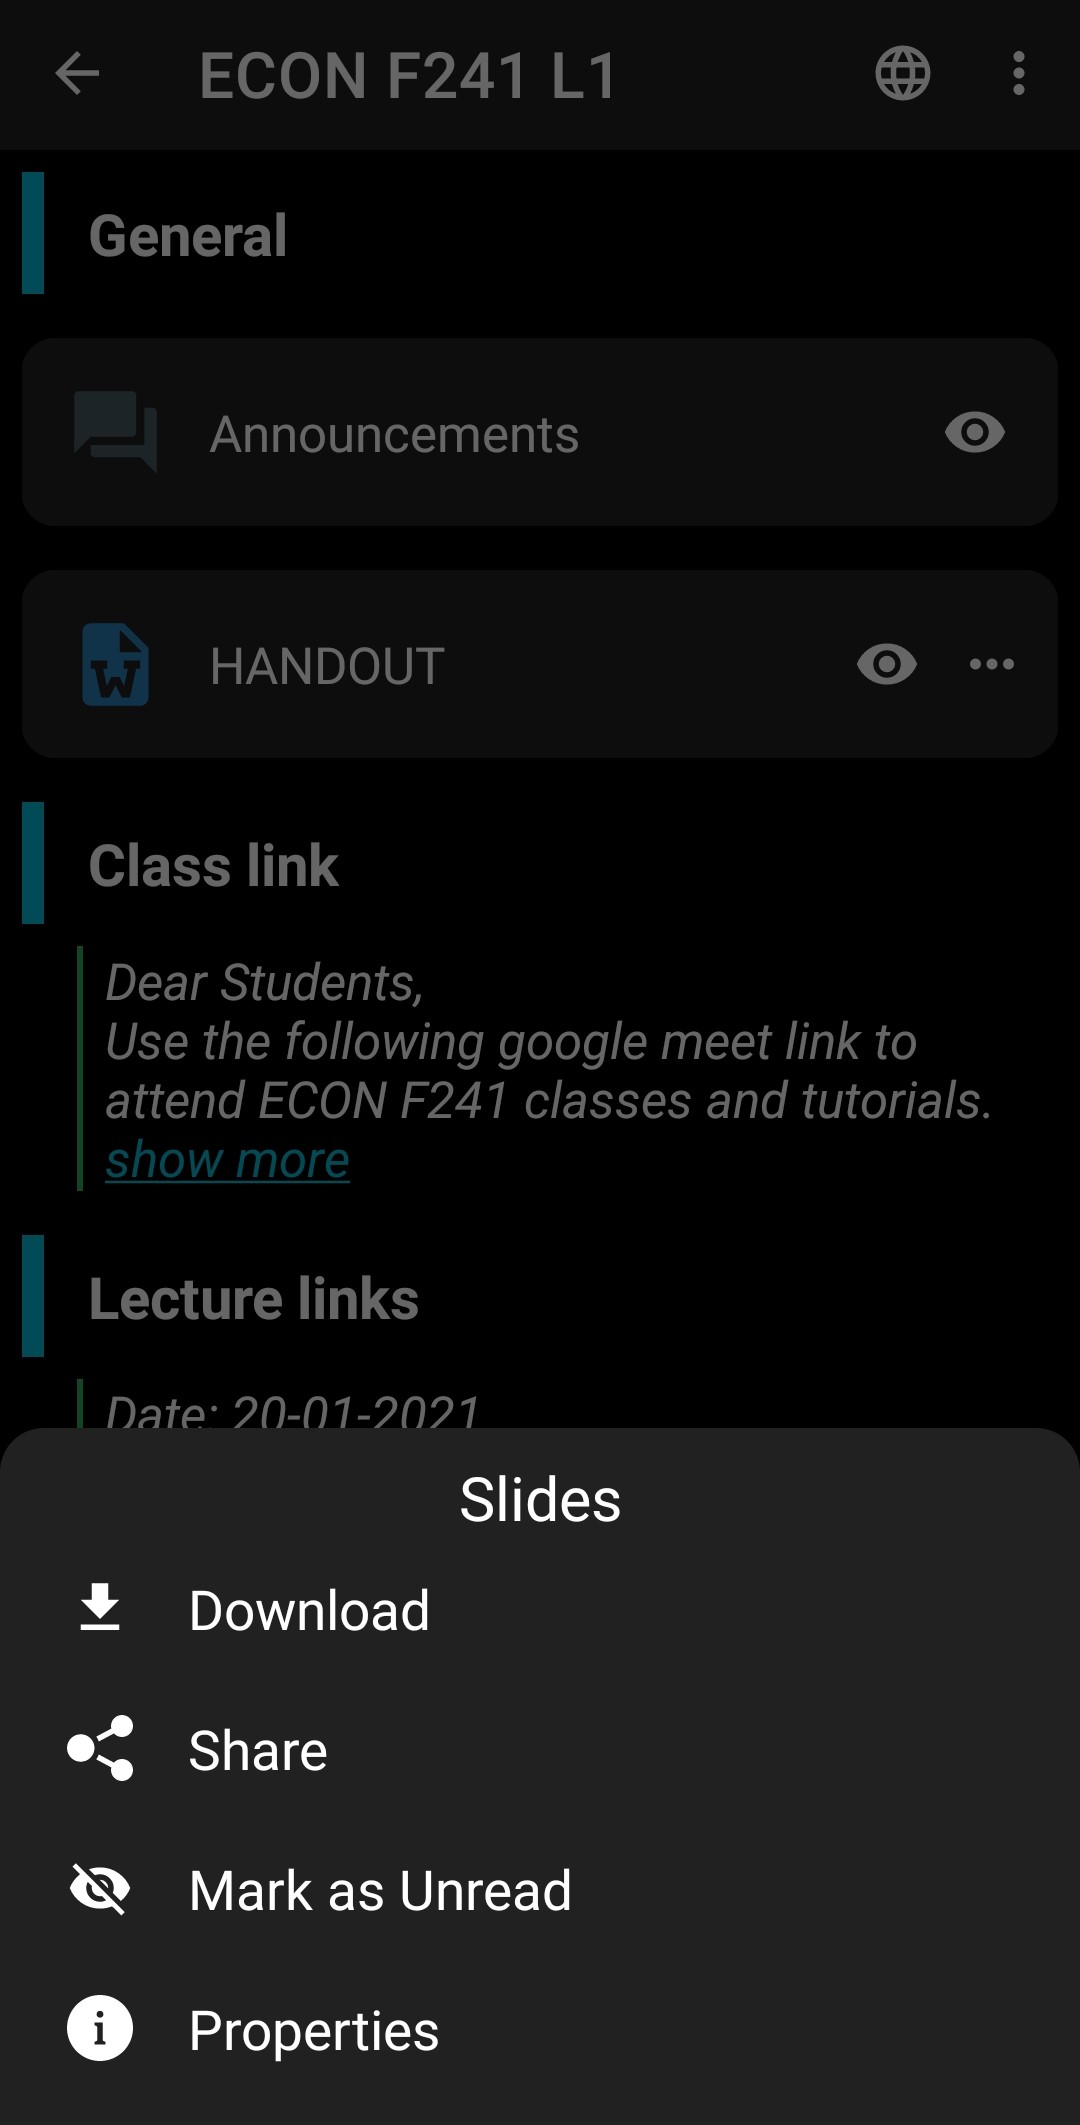 ECON F241 L1
General
Announcements
HANDOUT
Class link
Dear Students,
Use the following google meet link to
attend ECON F241 classes and tutorials.
show more
Lecture links
Date: 20-01-2021
Slides
Download
Share
Mark as Unread
Properties